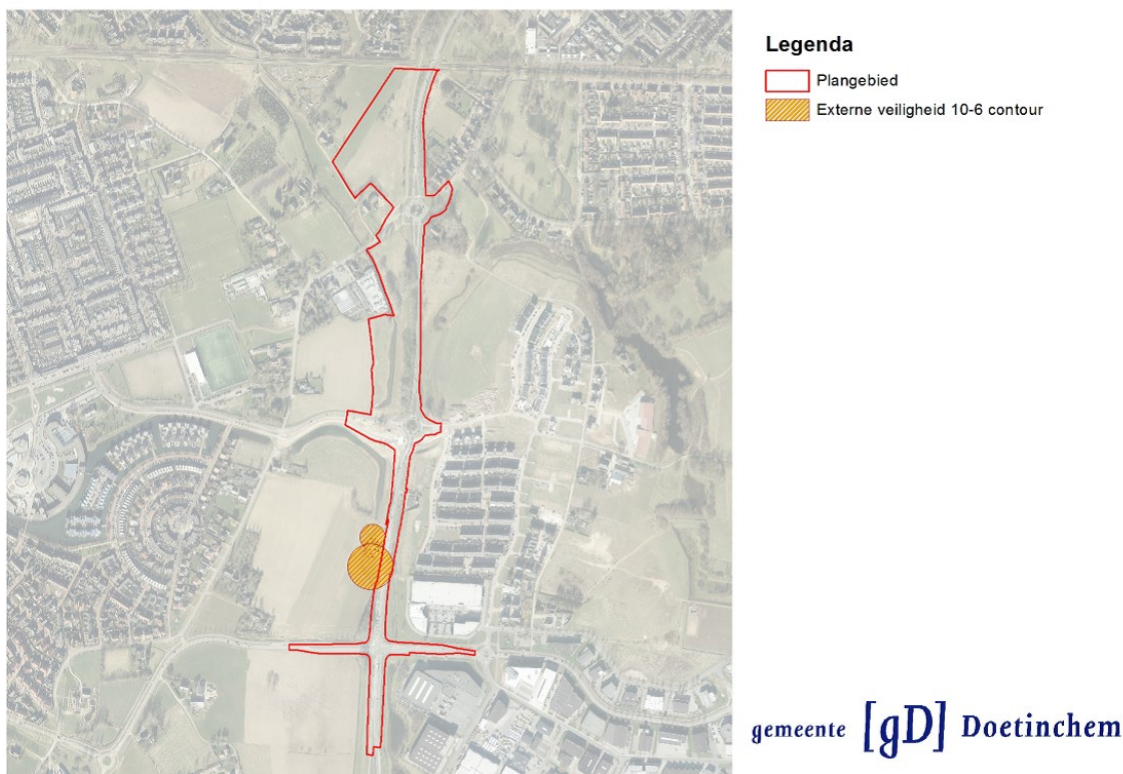 Legenda
Plangebied
Externe veiligheid 10-6 contour
gemeente [gD] Doetinchem